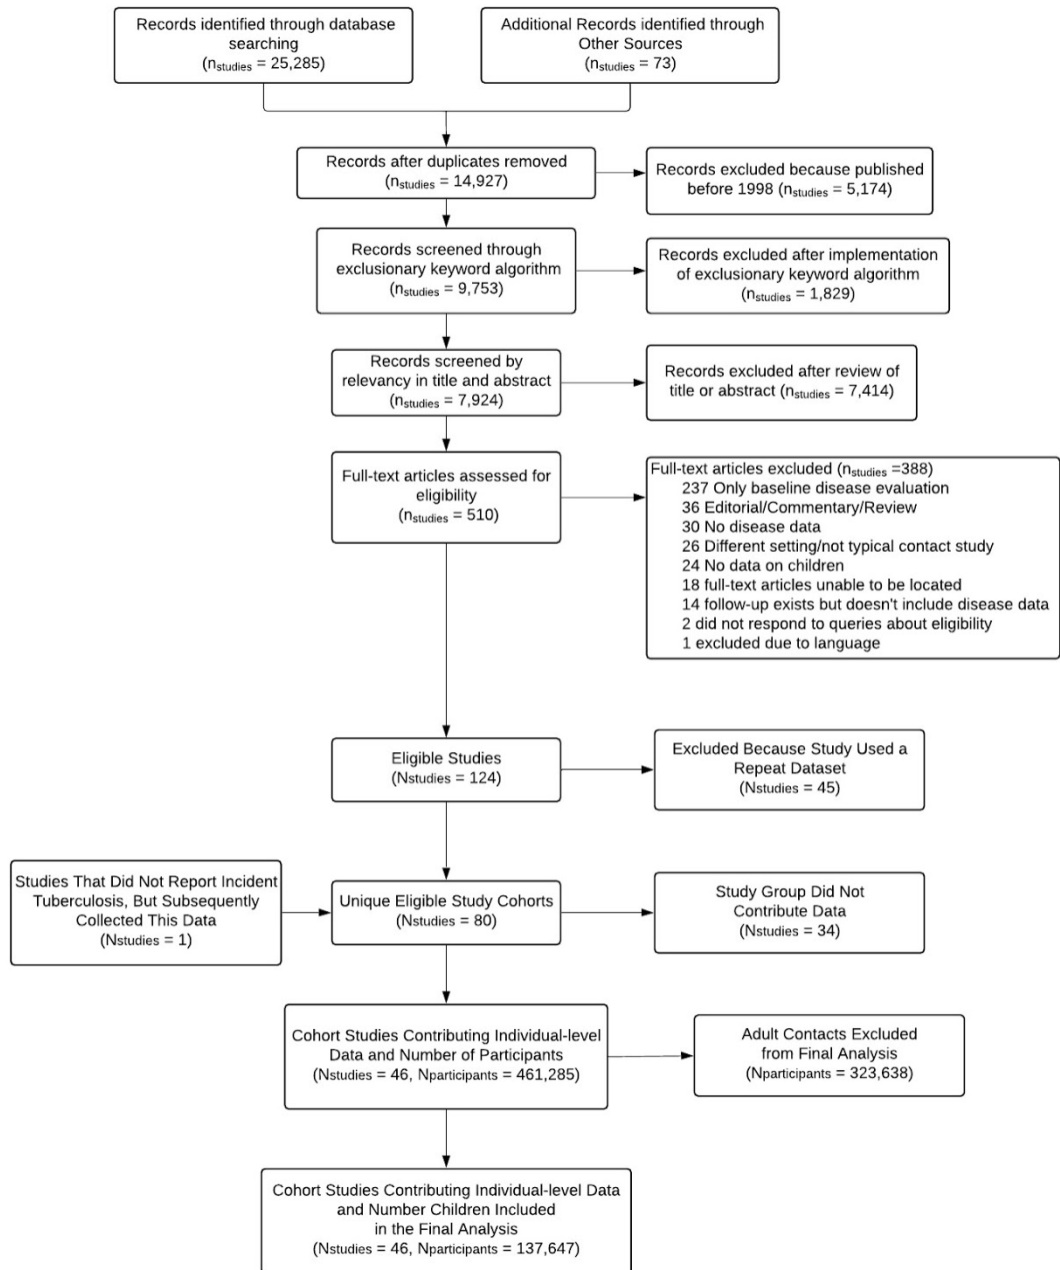 Records identified through database
searching
(nstudies = 25,285)
Additional Records identified through
Other Sources
(nstudies = 73)
Records after duplicates removed
(nstudies = 14,927)
Records excluded because published
before 1998 (nstudies = 5,174)
Records screened through
exclusionary keyword algorithm
(nstudies = 9,753)
Records excluded after implementation
of exclusionary keyword algorithm
(nstudies = 1,829)
Records screened by
relevancy in title and abstract
(nstudies = 7,924)
Records excluded after review of
title or abstract (nstudies = 7,414)
Full-text articles assessed for
eligibility
(nstudies = 510)
Full-text articles excluded (nstudies =388)
237 Only baseline disease evaluation
36 Editorial/Commentary/Review
30 No disease data
26 Different setting/not typical contact study
24 No data on children
18 full-text articles unable to be located
14 follow-up exists but doesn't include disease data
2 did not respond to queries about eligibility
1 excluded due to language
Eligible Studies
(Nstudies = 124)
Excluded Because Study Used a
Repeat Dataset
(Nstudies = 45)
Studies That Did Not Report Incident
Tuberculosis, But Subsequently
Collected This Data
(Nstudies = 1)
Unique Eligible Study Cohorts
(Nstudies = 80)
Study Group Did Not
Contribute Data
(Nstudies = 34)
Cohort Studies Contributing Individual-level
Data and Number of Participants
(Nstudies = 46, Nparticipants = 461,285)
Adult Contacts Excluded
from Final Analysis
(Nparticipants = 323,638)
Cohort Studies Contributing Individual-level Data
and Number Children Included
in the Final Analysis
(Nstudies = 46, Nparticipants = 137,647)